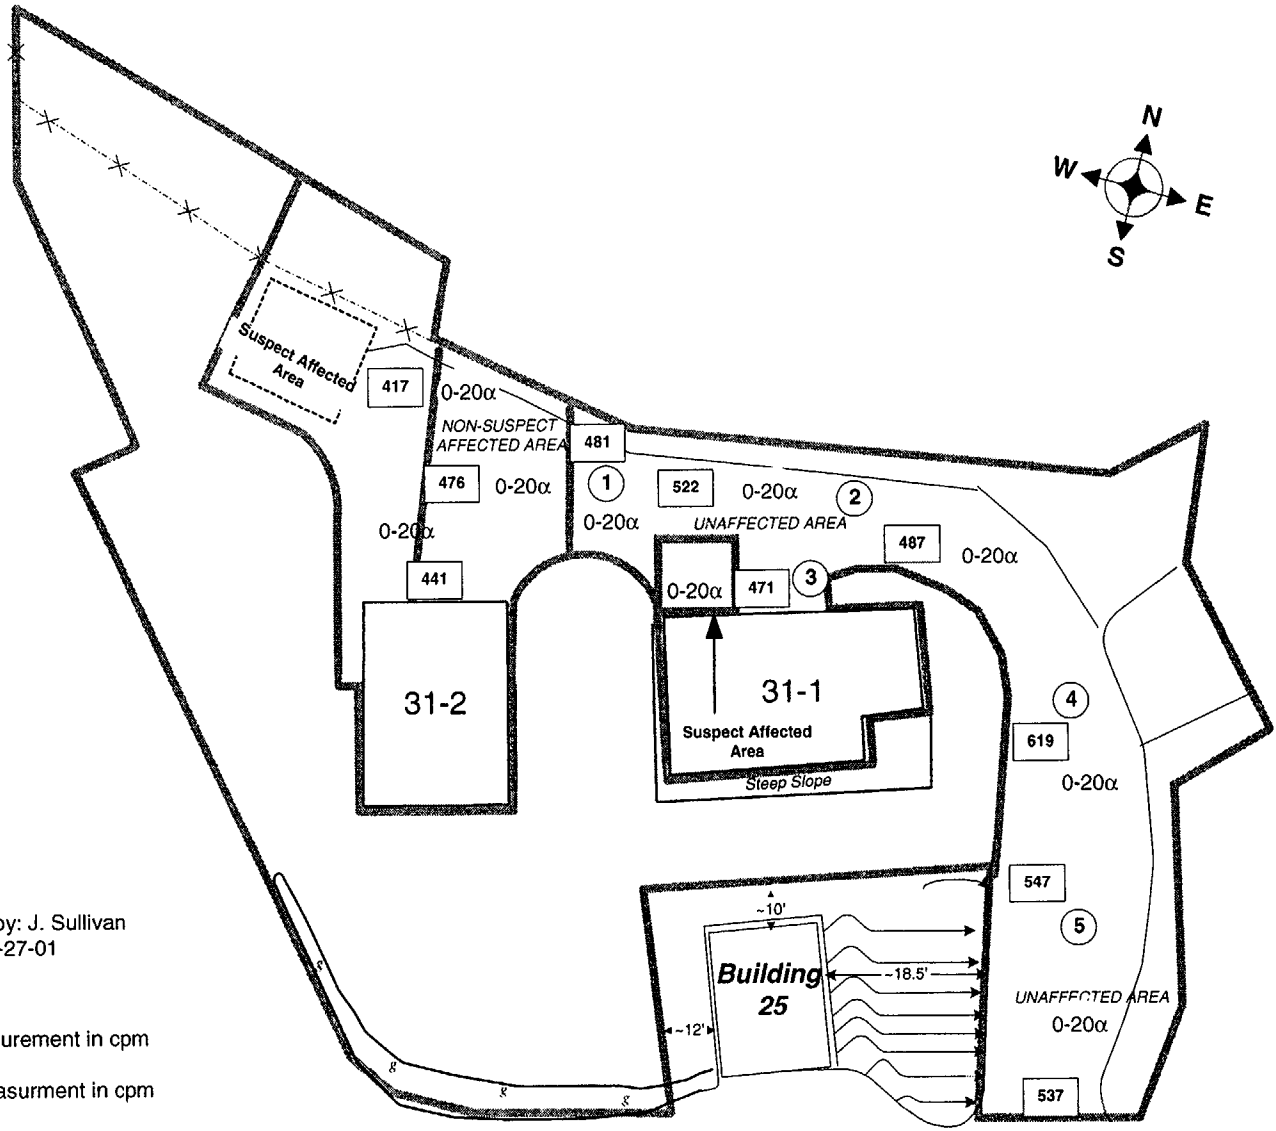 N
W
E
S
Suspect Affected
Area
417
0-20α
NON-SUSPECT
AFFECTED AREA
481
476
0-20α
1
522
0-20α
2
0-20α
0-20α
UNAFFECTED AREA
487
0-20α
441
0-20α
471
3
31-2
31-1
4
Suspect Affected
Area
619
Steep Slope
0-20α
547
~10'
by: J. Sullivan
-27-01
5
Building
25
~18.5'
UNAFFECTED AREA
0-20α
~12'
urement in cpm
asurment in cpm
g
g
g
g
537